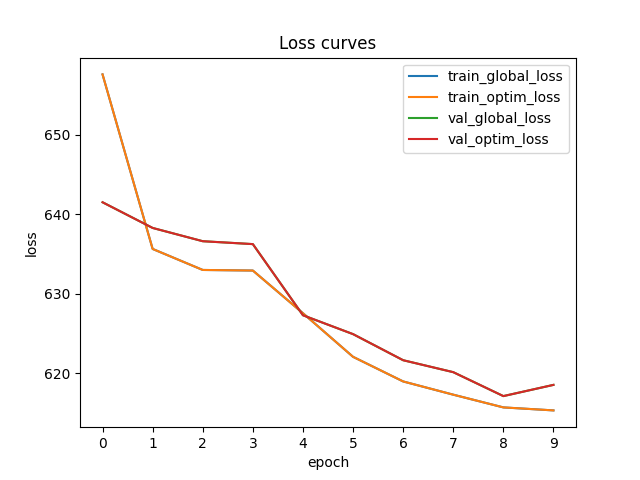 Loss curves
train_global_loss
train_optim_loss
val_global_loss
val_optim_loss
650
640
630
620
loss
0 1 2 3 4 5 6 7 8 9
epoch